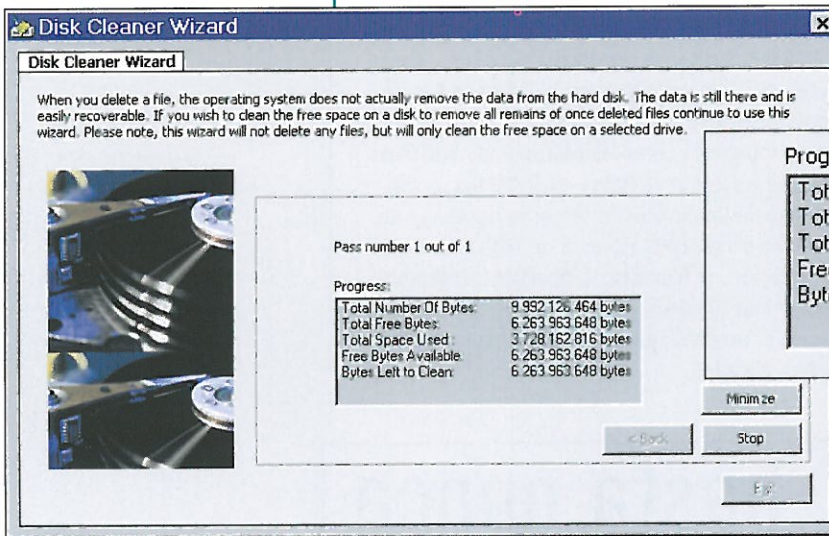 Disk Cleaner Wizard
Disk Cleaner Wizard
When you delete a file, the operating system does not actually remove the data from the hard disk. The data is still there and is
easily recoverable. If you wish to clean the free space on a disk to remove all remains of once deleted files continue to use this
wizard. Please note, this wizard will not delete any files, but will only clean the free space on a selected drive.
Prog
Tot
Tot
Tot
Fre
Byt
Pass number 1 out of 1
Progress:
Total Number Of Bytes: 9 992 126 464 bytes
Total Free Bytes: 6 263 963 648 bytes
Total Space Used : 3 728 162 816 bytes
Free Bytes Available 6 263 963 648 bytes
Bytes Left to Clean: 6 263 963 648 bytes
Minimize
< Back
Stop